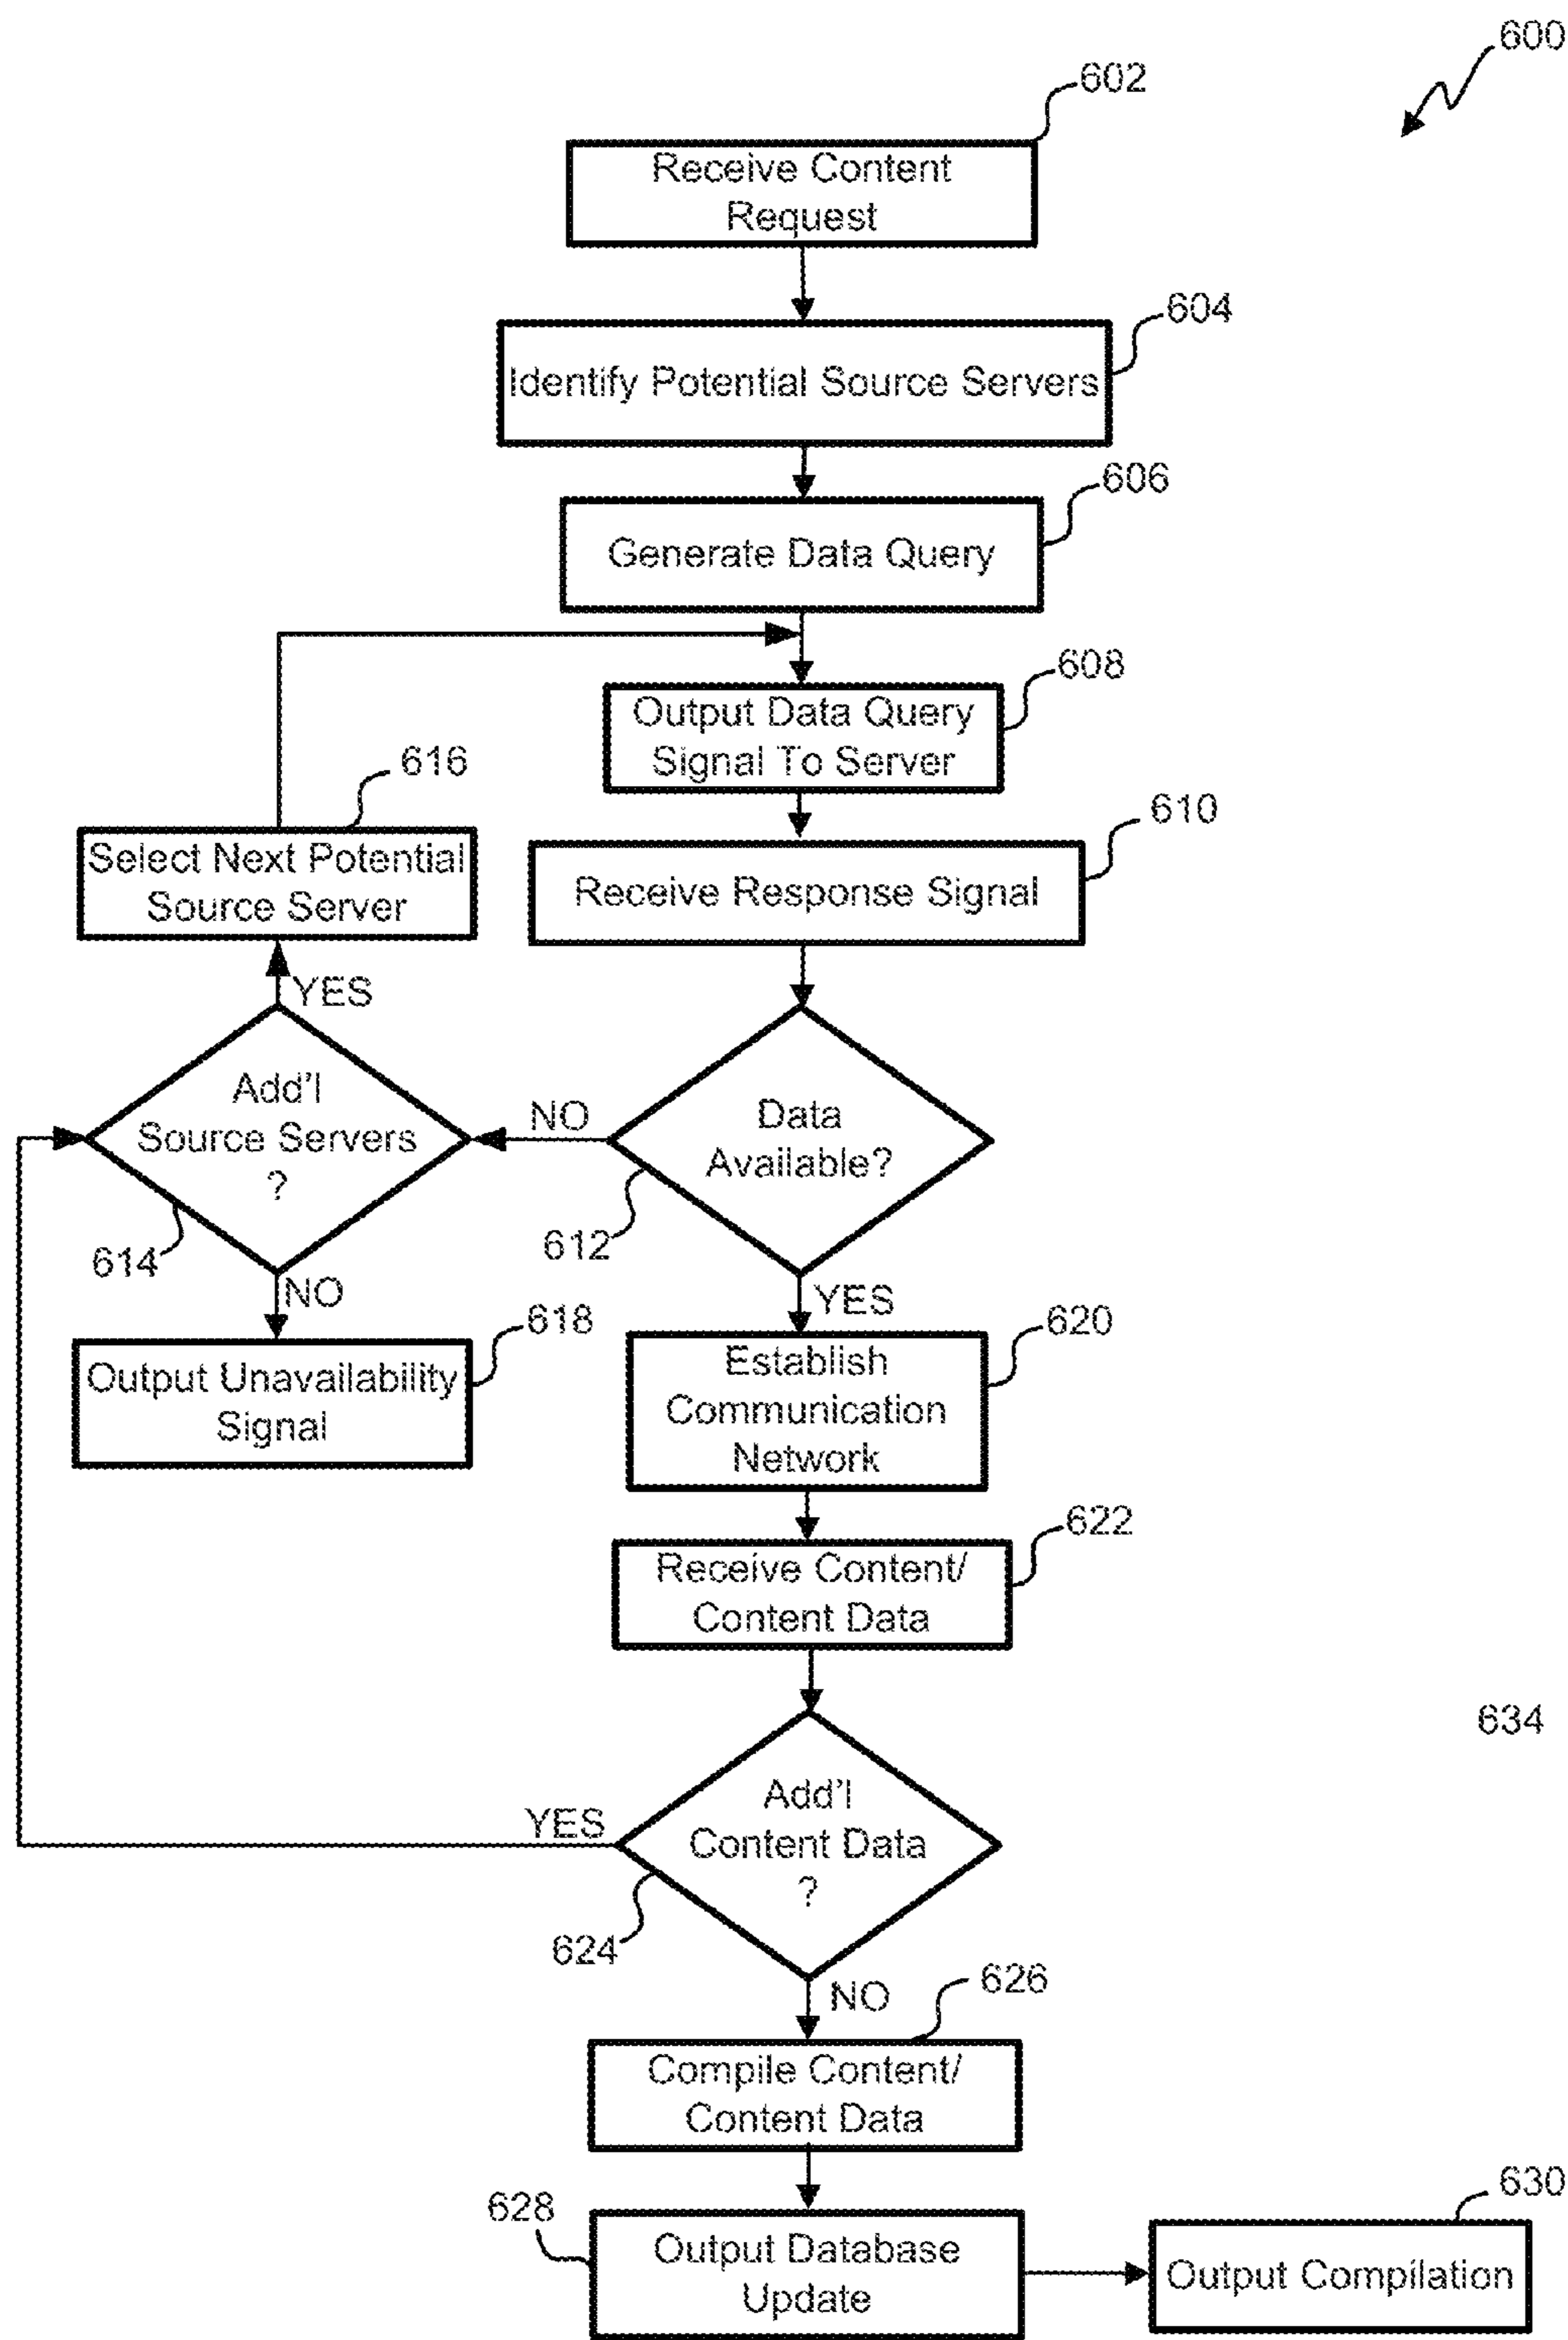 600
602
Receive Content
Request
604
Identify Potential Source Servers
606
Generate Data Query
608
Output Data Query
Signal To Server
616
Select Next Potential
Source Server
610
Receive Response Signal
YES
Add'l
Source Servers
?
NO
Data
Available?
614
612
NO
YES
618
Output Unavailability
Signal
620
Establish
Communication
Network
622
Receive Content/
Content Data
634
YES
Add'l
Content Data
?
624
NO
626
Compile Content/
Content Data
628
Output Database
Update
630
Output Compilation